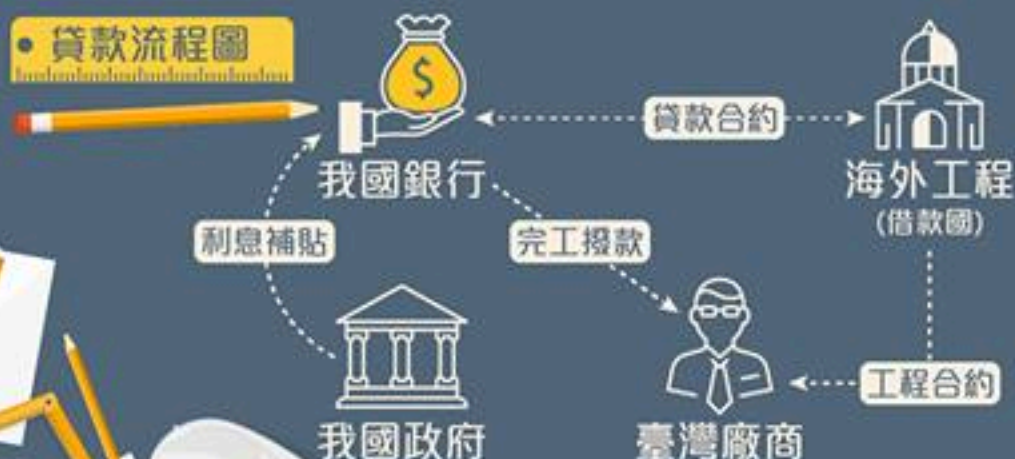 貸款流程圖
$
貸款合約
我國銀行
海外工程
(借款國)
利息補貼
完工撥款
工程合約
我國政府
臺灣廠商